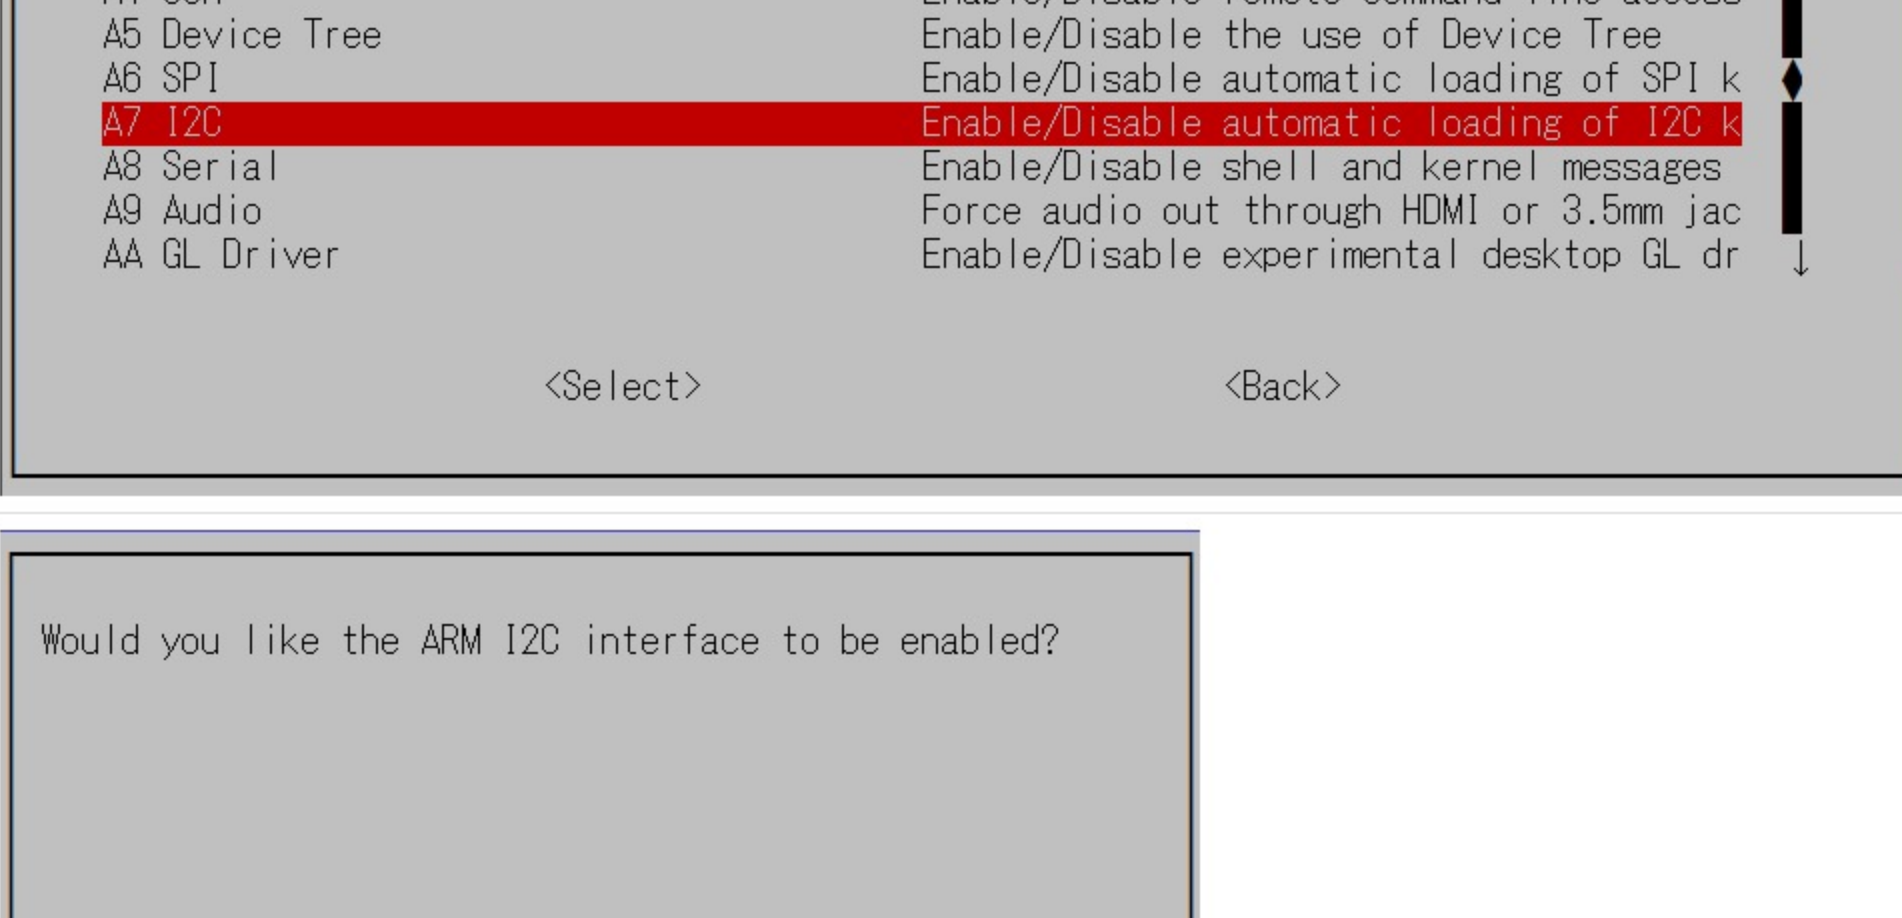 A5 Device Tree Enable/Disable the use of Device Tree
A6 SPI Enable/Disable automatic loading of SPI k
A7 I2C Enable/Disable automatic loading of I2C k
A8 Serial Enable/Disable shell and kernel messages
A9 Audio Force audio out through HDMI or 3.5mm jac
AA GL Driver Enable/Disable experimental desktop GL dr
<Select> <Back>
Would you like the ARM I2C interface to be enabled?